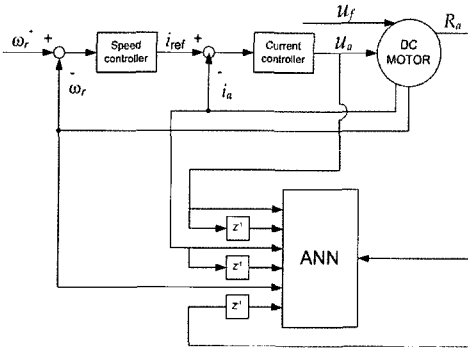 u_f
R_a
ω_r* + Speed controller i_ref + Current controller u_a DC MOTOR
- ω_r
- i_a
z⁻¹
ANN
z⁻¹
z⁻¹